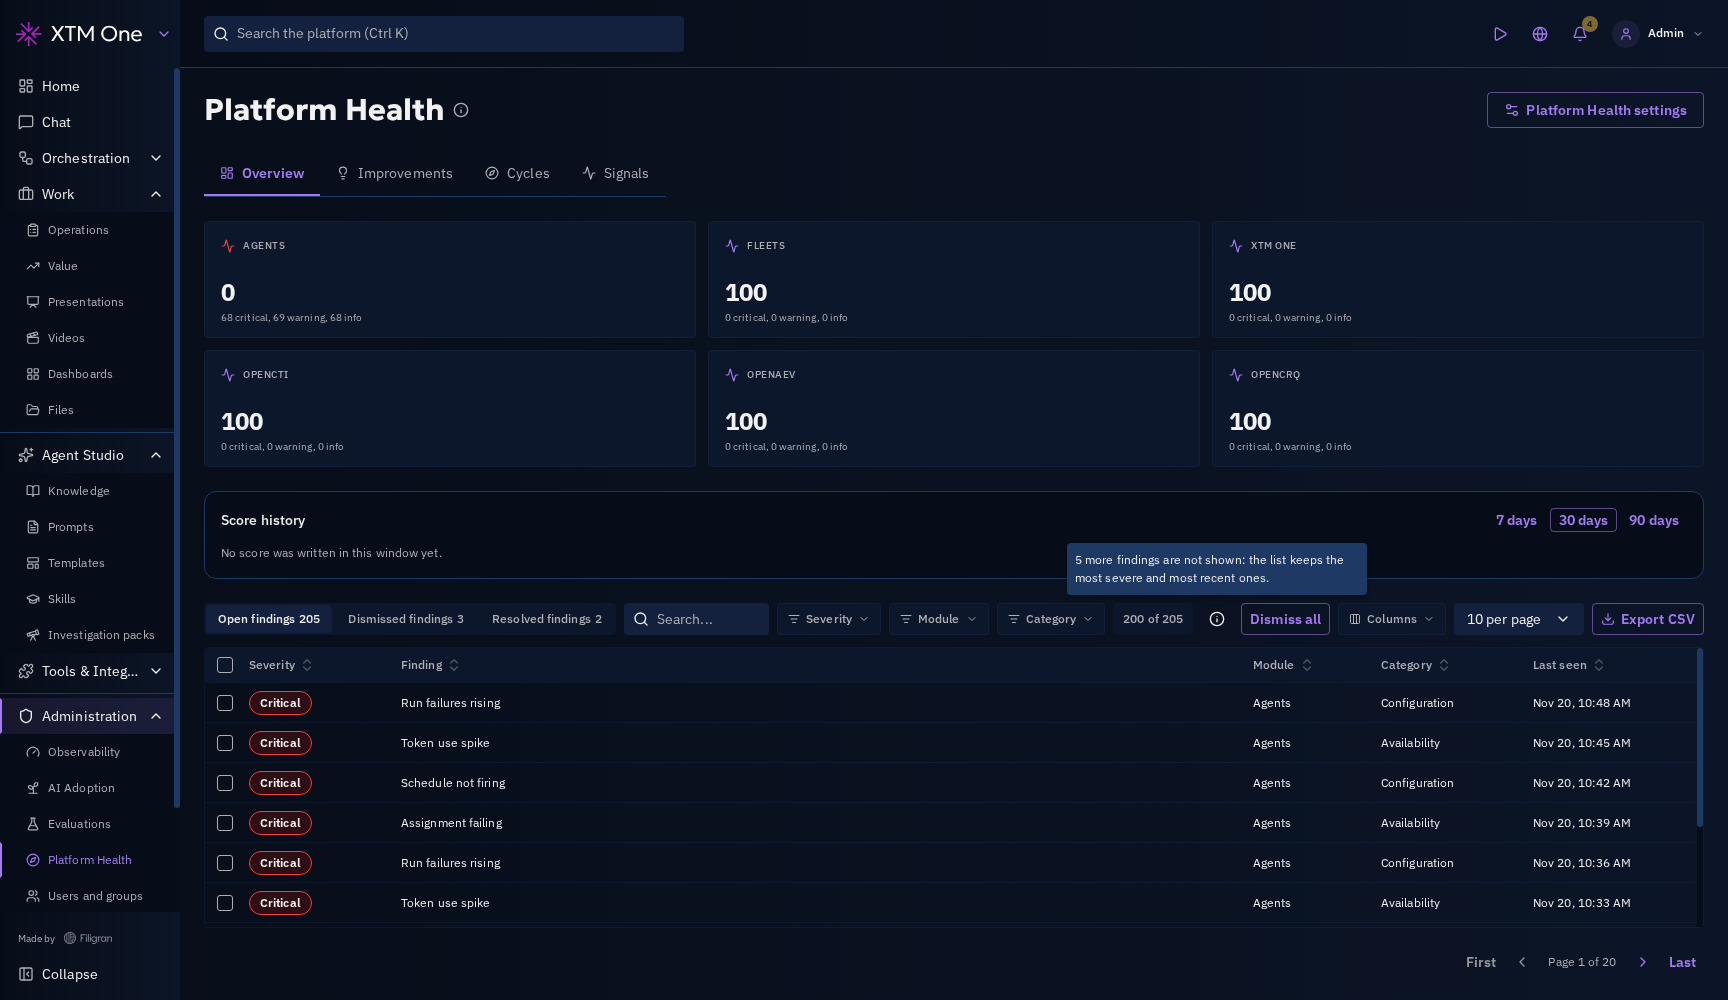 XTM One
Search the platform (Ctrl K)
4
Admin
Home
Chat
Orchestration
Work
Operations
Value
Presentations
Videos
Dashboards
Files
Agent Studio
Knowledge
Prompts
Templates
Skills
Investigation packs
Tools & Integ...
Administration
Observability
AI Adoption
Evaluations
Platform Health
Users and groups
Made by Filigran
Collapse
Platform Health
Platform Health settings
Overview Improvements Cycles Signals
AGENTS
0
68 critical, 69 warning, 68 info
FLEETS
100
0 critical, 0 warning, 0 info
XTM ONE
100
0 critical, 0 warning, 0 info
OPENCTI
100
0 critical, 0 warning, 0 info
OPENAEV
100
0 critical, 0 warning, 0 info
OPENCRQ
100
0 critical, 0 warning, 0 info
Score history
7 days 30 days 90 days
No score was written in this window yet.
5 more findings are not shown: the list keeps the
most severe and most recent ones.
Open findings 205 Dismissed findings 3 Resolved findings 2 Search... Severity Module Category 200 of 205 Dismiss all Columns 10 per page Export CSV
Severity Finding Module Category Last seen
Critical Run failures rising Agents Configuration Nov 20, 10:48 AM
Critical Token use spike Agents Availability Nov 20, 10:45 AM
Critical Schedule not firing Agents Configuration Nov 20, 10:42 AM
Critical Assignment failing Agents Availability Nov 20, 10:39 AM
Critical Run failures rising Agents Configuration Nov 20, 10:36 AM
Critical Token use spike Agents Availability Nov 20, 10:33 AM
First Page 1 of 20 Last